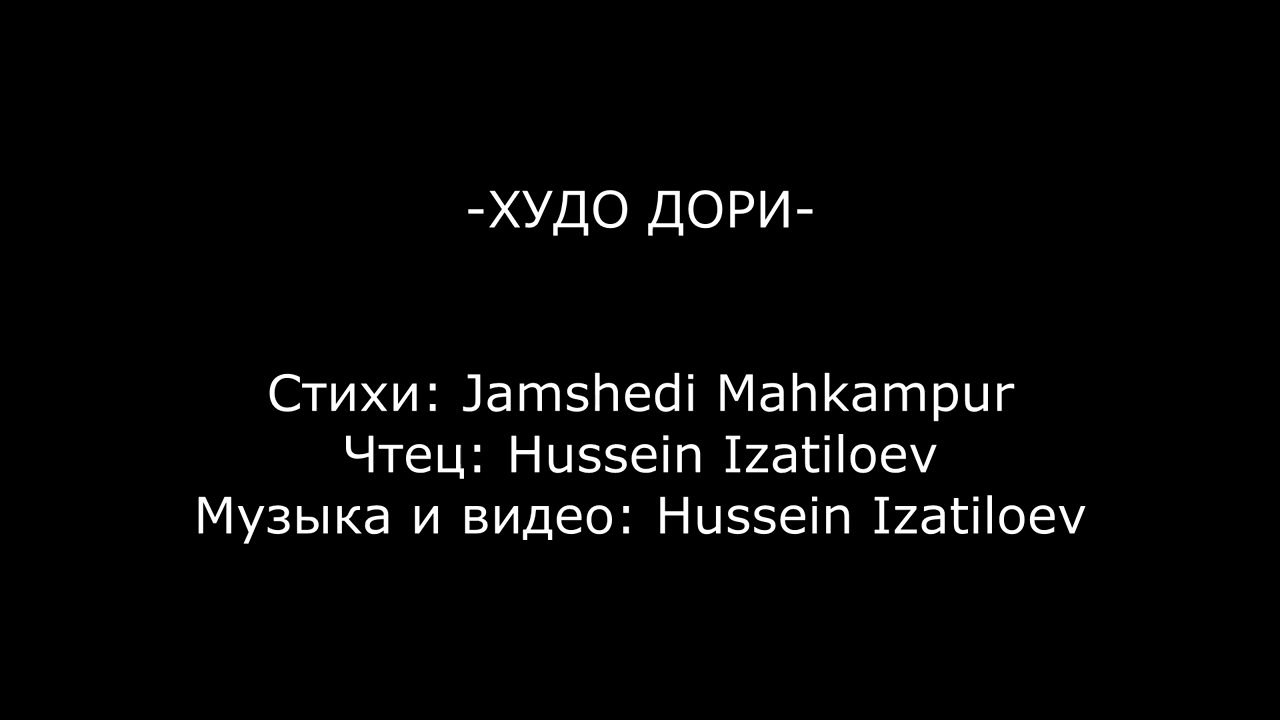 -ХУДО ДОРИ-
Стихи: Jamshedi Mahkampur
Чтец: Hussein Izatiloev
Музыка и видео: Hussein Izatiloev